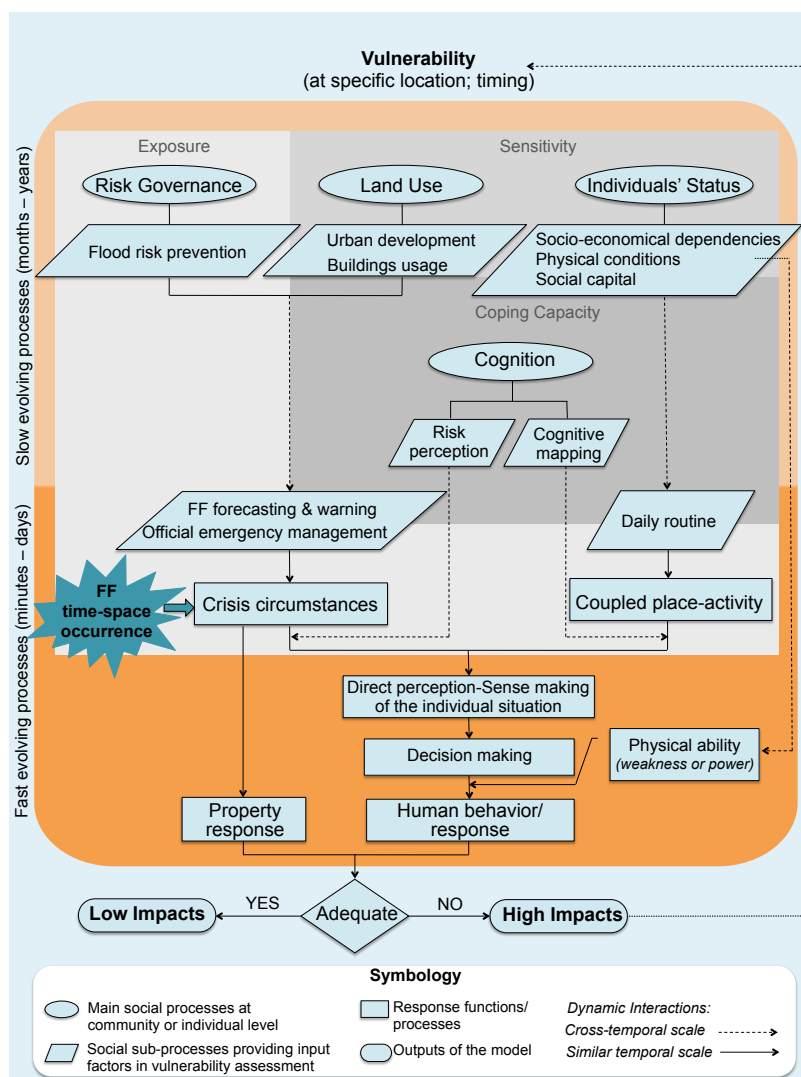 Vulnerability
(at specific location; timing)
Exposure
Sensitivity
Risk Governance
Land Use
Individuals' Status
Flood risk prevention
Urban development
Buildings usage
Socio-economical dependencies
Physical conditions
Social capital
Slow evolving processes (months – years)
Coping Capacity
Cognition
Risk
perception
Cognitive
mapping
FF forecasting & warning
Official emergency management
Daily routine
Fast evolving processes (minutes – days)
FF
time-space
occurrence
Crisis circumstances
Coupled place-activity
Direct perception-Sense making
of the individual situation
Decision making
Physical ability
(weakness or power)
Property
response
Human behavior/
response
Adequate
YES
NO
Low Impacts
High Impacts
Symbology
Main social processes at
community or individual level
Social sub-processes providing input
factors in vulnerability assessment
Response functions/
processes
Outputs of the model
Dynamic Interactions:
Cross-temporal scale
Similar temporal scale